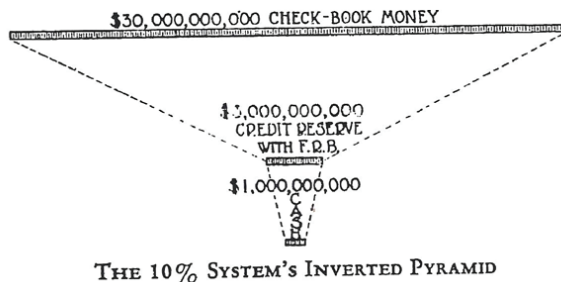 $30,000,000,000 CHECK-BOOK MONEY
$3,000,000,000
CREDIT RESERVE
WITH F.R.B.
$1,000,000,000
CASH
THE 10% SYSTEM'S INVERTED PYRAMID